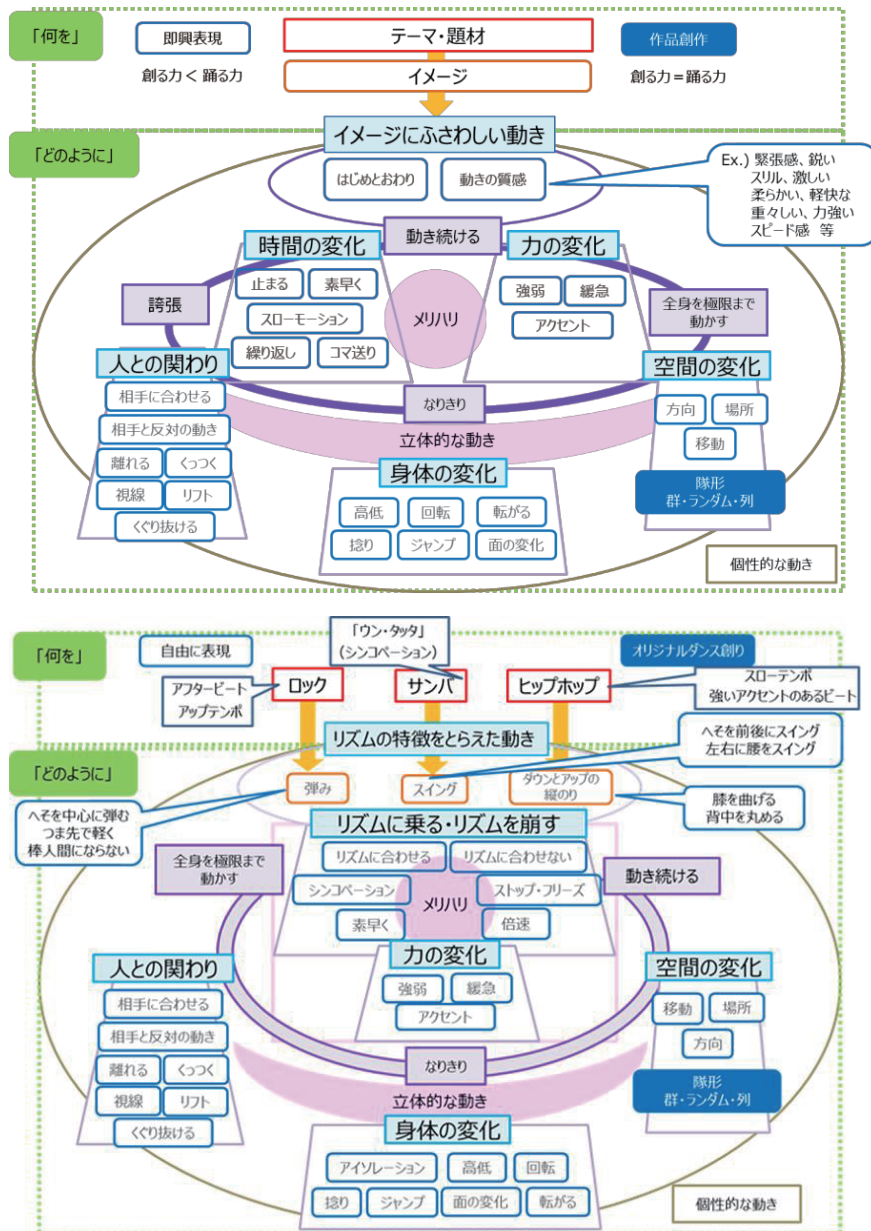 「何を」
即興表現
テーマ・題材
作品創作
創る力＜踊る力
イメージ
創る力＝踊る力
イメージにふさわしい動き
「どのように」
はじめとおわり
動きの質感
Ex.) 緊張感、鋭い
スリル、激しい
柔らかい、軽快な
重々しい、力強い
スピード感 等
動き続ける
時間の変化
力の変化
止まる
素早く
強弱
緩急
誇張
メリハリ
全身を極限まで
動かす
スローモーション
アクセント
繰り返し
コマ送り
人との関わり
空間の変化
相手に合わせる
なりきり
方向
場所
相手と反対の動き
立体的な動き
移動
離れる
くっつく
身体の変化
視線
リフト
高低
回転
転がる
隊形
群・ランダム・列
くぐり抜ける
捻り
ジャンプ
面の変化
個性的な動き
「何を」
自由に表現
「ウン・タッタ」
（シンコペーション）
オリジナルダンス創り
アフタービート
アップテンポ
ロック
サンバ
ヒップホップ
スローテンポ
強いアクセントのあるビート
リズムの特徴をとらえた動き
へそを前後にスイング
左右に腰をスイング
「どのように」
弾み
スイング
ダウンとアップの
縦のり
へそを中心に弾む
つま先で軽く
棒人間にならない
膝を曲げる
背中を丸める
リズムに乗る・リズムを崩す
全身を極限まで
動かす
リズムに合わせる
リズムに合わせない
シンコペーション
メリハリ
ストップ・フリーズ
動き続ける
素早く
倍速
力の変化
人との関わり
空間の変化
相手に合わせる
強弱
緩急
移動
場所
相手と反対の動き
アクセント
方向
離れる
くっつく
なりきり
視線
リフト
立体的な動き
隊形
群・ランダム・列
くぐり抜ける
身体の変化
アイソレーション
高低
回転
捻り
ジャンプ
面の変化
転がる
個性的な動き